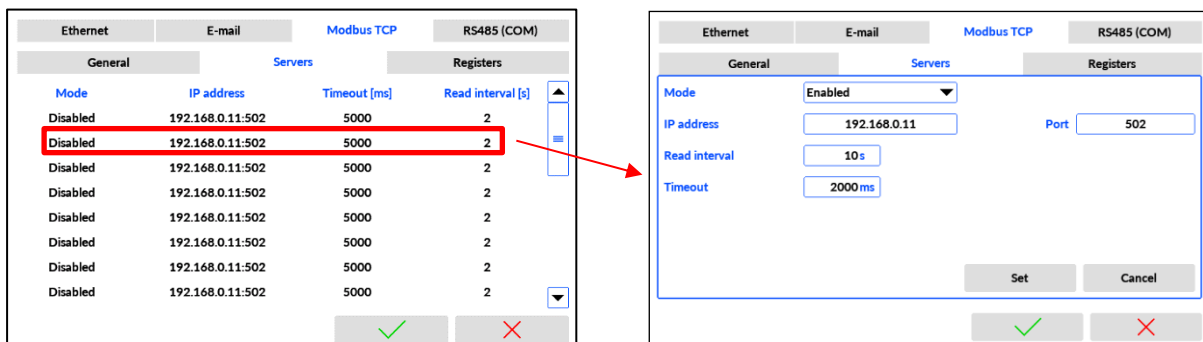 Ethernet E-mail Modbus TCP RS485 (COM)
General Servers Registers
Mode IP address Timeout [ms] Read interval [s]
Disabled 192.168.0.11:502 5000 2
Disabled 192.168.0.11:502 5000 2
Disabled 192.168.0.11:502 5000 2
Disabled 192.168.0.11:502 5000 2
Disabled 192.168.0.11:502 5000 2
Disabled 192.168.0.11:502 5000 2
Disabled 192.168.0.11:502 5000 2
Disabled 192.168.0.11:502 5000 2
Ethernet E-mail Modbus TCP RS485 (COM)
General Servers Registers
Mode Enabled
IP address 192.168.0.11 Port 502
Read interval 10 s
Timeout 2000 ms
Set Cancel